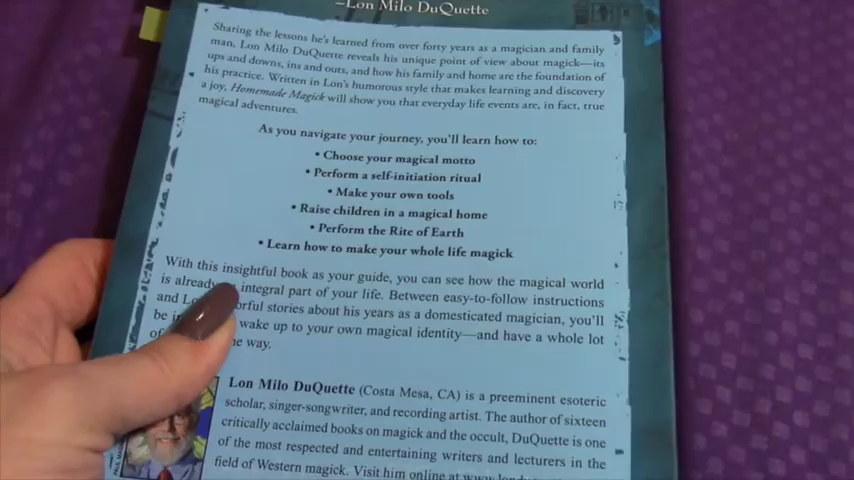 –Lon Milo DuQuette
Sharing the lessons he's learned from over forty years as a magician and family
man, Lon Milo DuQuette reveals his unique point of view about magick—its
ups and downs, ins and outs, and how his family and home are the foundation of
his practice. Written in Lon's humorous style that makes learning and discovery
a joy, Homemade Magick will show you that everyday life events are, in fact, true
magical adventures.
As you navigate your journey, you'll learn how to:
• Choose your magical motto
• Perform a self-initiation ritual
• Make your own tools
• Raise children in a magical home
• Perform the Rite of Earth
• Learn how to make your whole life magick
With this insightful book as your guide, you can see how the magical world
is already integral part of your life. Between easy-to-follow instructions
and stories about his years as a domesticated magician, you'll
be wake up to your own magical identity—and have a whole lot
of way.
Lon Milo DuQuette (Costa Mesa, CA) is a preeminent esoteric
scholar, singer-songwriter, and recording artist. The author of sixteen
critically acclaimed books on magick and the occult, DuQuette is one
of the most respected and entertaining writers and lecturers in the
field of Western magick. Visit him online at